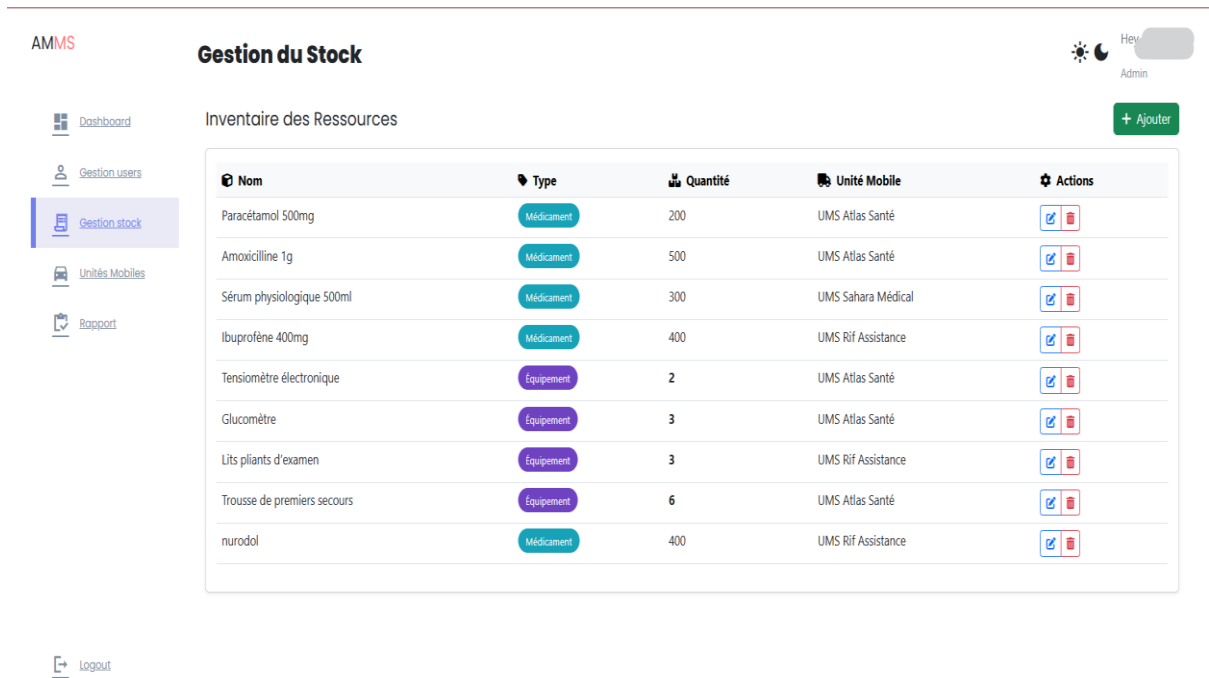 AMMS
Gestion du Stock
Hey
Admin
Dashboard
Gestion users
Gestion stock
Unités Mobiles
Rapport
Logout
Inventaire des Ressources
+ Ajouter
Nom Type Quantité Unité Mobile Actions
Paracétamol 500mg Médicament 200 UMS Atlas Santé
Amoxicilline 1g Médicament 500 UMS Atlas Santé
Sérum physiologique 500ml Médicament 300 UMS Sahara Médical
Ibuprofène 400mg Médicament 400 UMS Rif Assistance
Tensiomètre électronique Équipement 2 UMS Atlas Santé
Glucomètre Équipement 3 UMS Atlas Santé
Lits pliants d'examen Équipement 3 UMS Rif Assistance
Trousse de premiers secours Équipement 6 UMS Atlas Santé
nurodol Médicament 400 UMS Rif Assistance